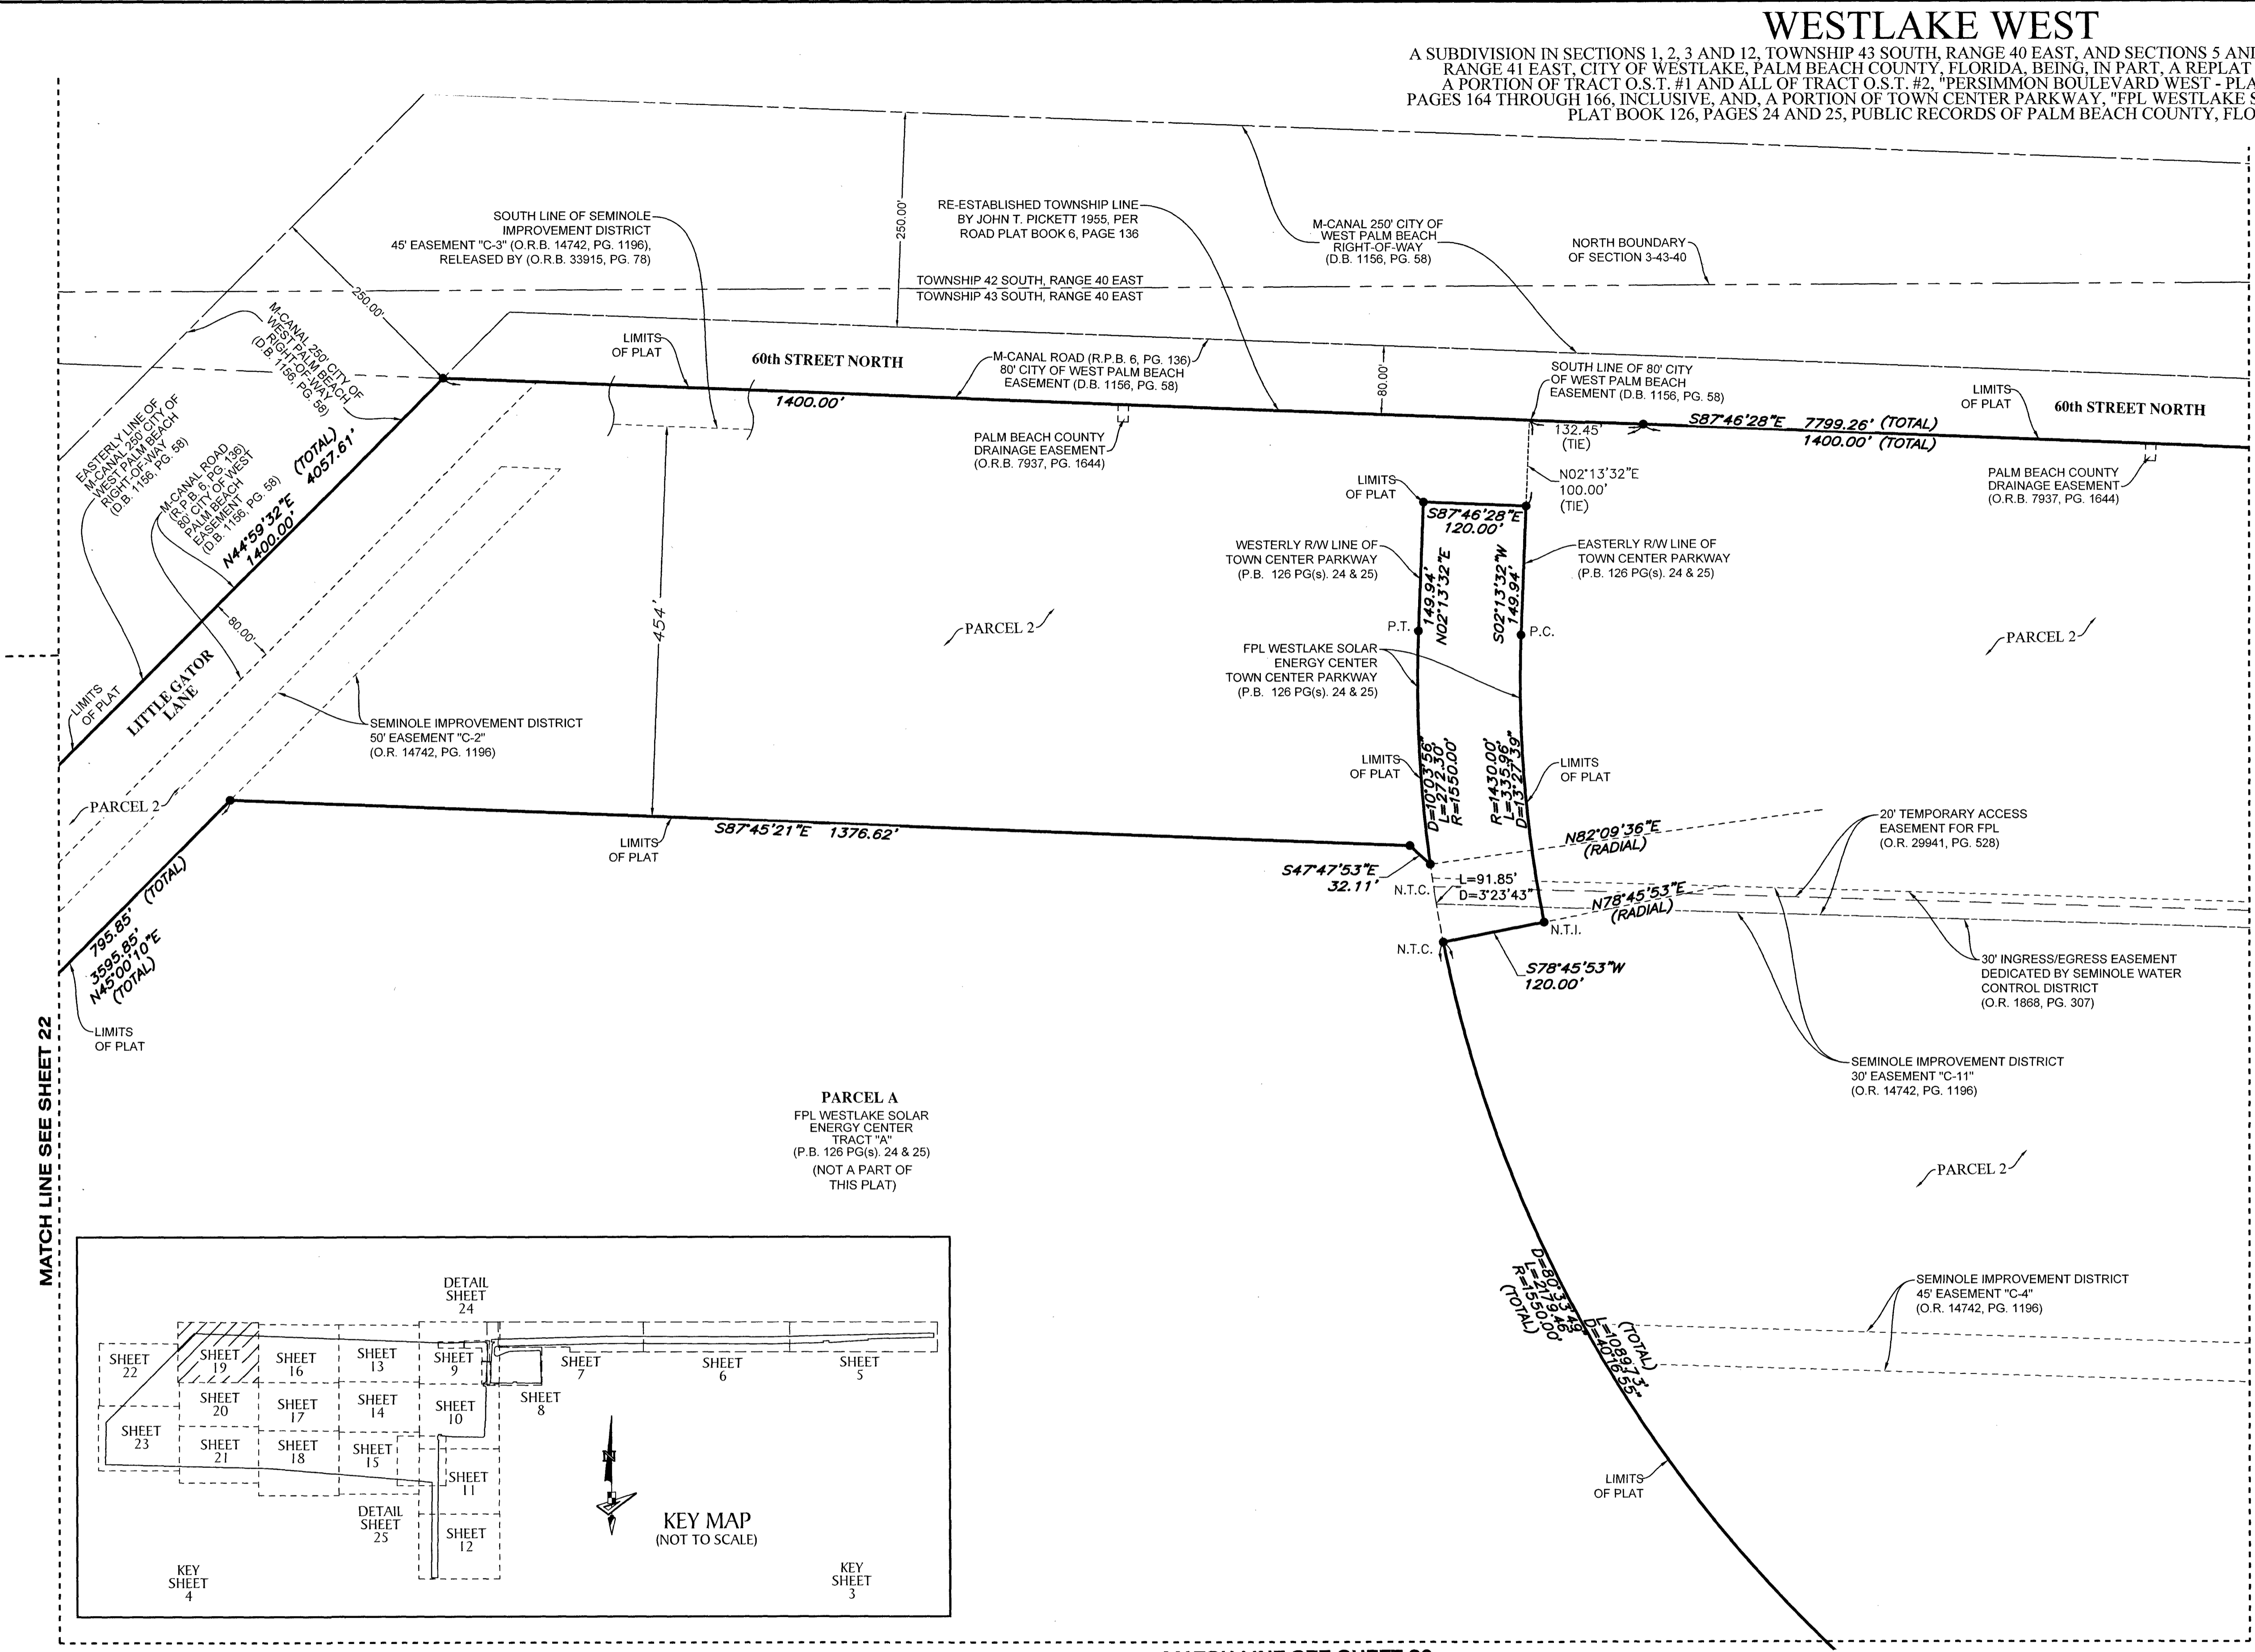 WESTLAKE WEST
A SUBDIVISION IN SECTIONS 1, 2, 3 AND 12, TOWNSHIP 43 SOUTH, RANGE 40 EAST, AND SECTIONS 5 AND
RANGE 41 EAST, CITY OF WESTLAKE, PALM BEACH COUNTY, FLORIDA, BEING, IN PART, A REPLAT
A PORTION OF TRACT O.S.T. #1 AND ALL OF TRACT O.S.T. #2, "PERSIMMON BOULEVARD WEST - PLA
PAGES 164 THROUGH 166, INCLUSIVE, AND, A PORTION OF TOWN CENTER PARKWAY, "FPL WESTLAKE S
PLAT BOOK 126, PAGES 24 AND 25, PUBLIC RECORDS OF PALM BEACH COUNTY, FLO
SOUTH LINE OF SEMINOLE
IMPROVEMENT DISTRICT
45' EASEMENT "C-3" (O.R.B. 14742, PG. 1196),
RELEASED BY (O.R.B. 33915, PG. 78)
250.00'
RE-ESTABLISHED TOWNSHIP LINE
BY JOHN T. PICKETT 1955, PER
ROAD PLAT BOOK 6, PAGE 136
M-CANAL 250' CITY OF
WEST PALM BEACH
RIGHT-OF-WAY
(D.B. 1156, PG. 58)
NORTH BOUNDARY
OF SECTION 3-43-40
TOWNSHIP 42 SOUTH, RANGE 40 EAST
TOWNSHIP 43 SOUTH, RANGE 40 EAST
250.00'
M-CANAL 250' CITY OF
WEST PALM BEACH
RIGHT-OF-WAY
(D.B. 1156, PG. 58)
LIMITS
OF PLAT
60th STREET NORTH
M-CANAL ROAD (R.P.B. 6, PG. 136)
80' CITY OF WEST PALM BEACH
EASEMENT (D.B. 1156, PG. 58)
80.00'
SOUTH LINE OF 80' CITY
OF WEST PALM BEACH
EASEMENT (D.B. 1156, PG. 58)
LIMITS
OF PLAT
60th STREET NORTH
1400.00'
S87°46'28"E 7799.26' (TOTAL)
1400.00' (TOTAL)
132.45'
(TIE)
PALM BEACH COUNTY
DRAINAGE EASEMENT
(O.R.B. 7937, PG. 1644)
N02°13'32"E
100.00'
(TIE)
PALM BEACH COUNTY
DRAINAGE EASEMENT
(O.R.B. 7937, PG. 1644)
EASTERLY LINE OF
M-CANAL 250' CITY OF
WEST PALM BEACH
RIGHT-OF-WAY
(D.B. 1156, PG. 58)
M-CANAL ROAD
(R.P.B. 6, PG. 136)
80' CITY OF WEST
PALM BEACH
EASEMENT
(D.B. 1156, PG. 58)
(TOTAL)
N44°59'32"E 4057.61'
1400.00'
LIMITS
OF PLAT
S87°46'28"E
120.00'
WESTERLY R/W LINE OF
TOWN CENTER PARKWAY
(P.B. 126 PG(s). 24 & 25)
149.94'
N02°13'32"E
S02°13'32"W
149.94'
EASTERLY R/W LINE OF
TOWN CENTER PARKWAY
(P.B. 126 PG(s). 24 & 25)
P.T.
P.C.
454'
80.00'
PARCEL 2
PARCEL 2
FPL WESTLAKE SOLAR
ENERGY CENTER
TOWN CENTER PARKWAY
(P.B. 126 PG(s). 24 & 25)
LITTLE GATOR
LANE
LIMITS
OF PLAT
SEMINOLE IMPROVEMENT DISTRICT
50' EASEMENT "C-2"
(O.R. 14742, PG. 1196)
LIMITS
OF PLAT
D=10°03'56"
L=272.30'
R=1550.00'
R=1430.00'
L=335.96'
D=13°27'39"
LIMITS
OF PLAT
PARCEL 2
S87°45'21"E 1376.62'
LIMITS
OF PLAT
S47°47'53"E
32.11'
N82°09'36"E
(RADIAL)
20' TEMPORARY ACCESS
EASEMENT FOR FPL
(O.R. 29941, PG. 528)
N.T.C.
L=91.85'
D=3°23'43"
N78°45'53"E
(RADIAL)
N.T.I.
N.T.C.
S78°45'53"W
120.00'
30' INGRESS/EGRESS EASEMENT
DEDICATED BY SEMINOLE WATER
CONTROL DISTRICT
(O.R. 1868, PG. 307)
795.85' (TOTAL)
3595.85'
N45°00'10"E
(TOTAL)
LIMITS
OF PLAT
SEMINOLE IMPROVEMENT DISTRICT
30' EASEMENT "C-11"
(O.R. 14742, PG. 1196)
MATCH LINE SEE SHEET 22
PARCEL A
FPL WESTLAKE SOLAR
ENERGY CENTER
TRACT "A"
(P.B. 126 PG(s). 24 & 25)
(NOT A PART OF
THIS PLAT)
PARCEL 2
D=80°33'49"
L=2179.46'
R=1550.00'
(TOTAL)
(TOTAL)
L=1089.73'
D=40°16'55"
SEMINOLE IMPROVEMENT DISTRICT
45' EASEMENT "C-4"
(O.R. 14742, PG. 1196)
LIMITS
OF PLAT
DETAIL
SHEET
24
SHEET
22
SHEET
19
SHEET
16
SHEET
13
SHEET
9
SHEET
7
SHEET
6
SHEET
5
SHEET
20
SHEET
17
SHEET
14
SHEET
10
SHEET
8
SHEET
23
SHEET
21
SHEET
18
SHEET
15
SHEET
11
DETAIL
SHEET
25
SHEET
12
N
KEY MAP
(NOT TO SCALE)
KEY
SHEET
4
KEY
SHEET
3